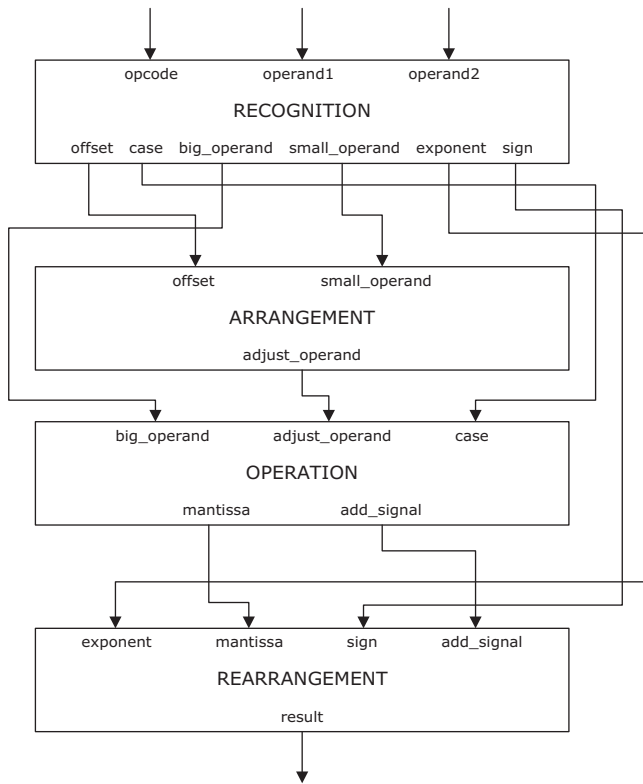 opcode operand1 operand2
RECOGNITION
offset case big_operand small_operand exponent sign
offset small_operand
ARRANGEMENT
adjust_operand
big_operand adjust_operand case
OPERATION
mantissa add_signal
exponent mantissa sign add_signal
REARRANGEMENT
result